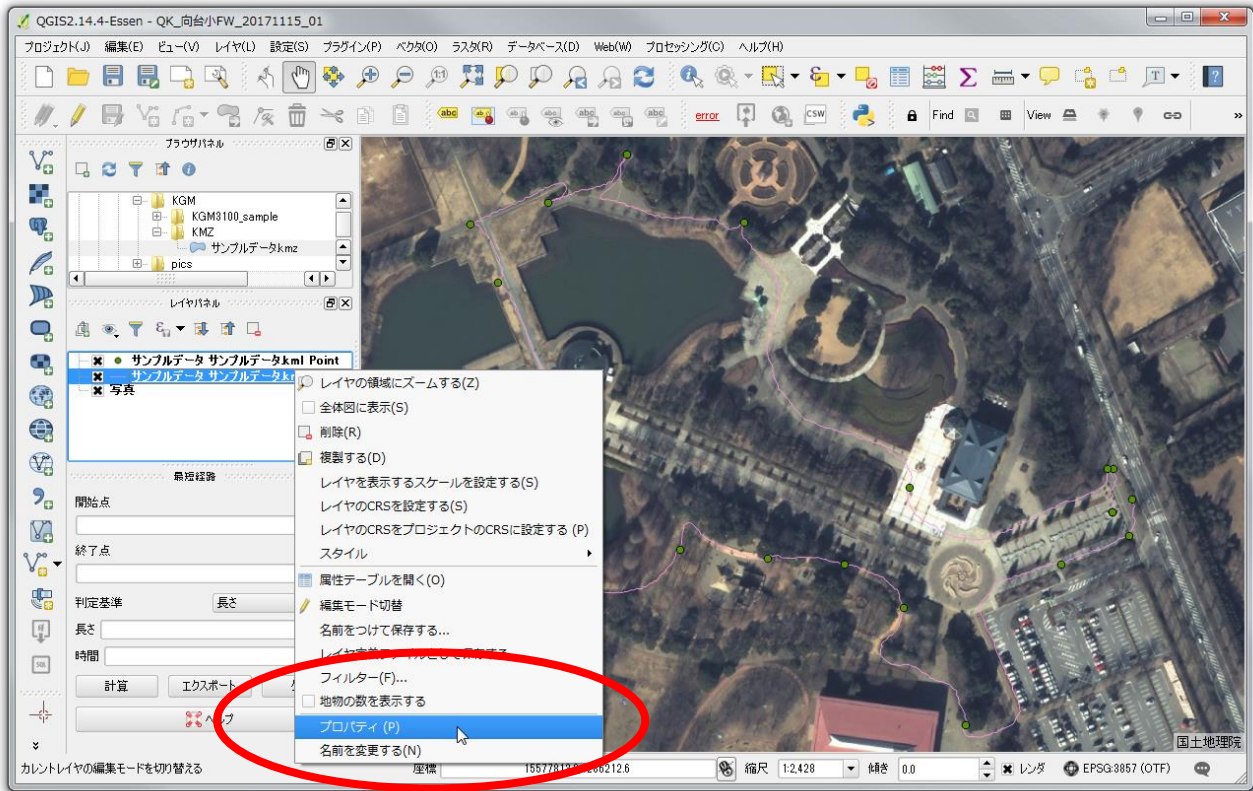 QGIS2.14.4-Essen - QK_向台小FW_20171115_01
プロジェクト(J) 編集(E) ビュー(V) レイヤ(L) 設定(S) プラグイン(P) ベクタ(O) ラスタ(R) データベース(D) Web(W) プロセッシング(C) ヘルプ(H)
error CSW Find View
ブラウザパネル
KGM
KGM3100_sample
KMZ
サンプルデータkmz
pics
レイヤパネル
サンプルデータ サンプルデータkml Point
サンプルデータ サンプルデータ
写真
レイヤの領域にズームする(Z)
全体図に表示(S)
削除(R)
複製する(D)
レイヤを表示するスケールを設定する(S)
レイヤのCRSを設定する(S)
レイヤのCRSをプロジェクトのCRSに設定する (P)
スタイル
属性テーブルを開く(O)
編集モード切替
名前をつけて保存する...
フィルター(F)...
地物の数を表示する
プロパティ (P)
名前を変更する(N)
最短経路
開始点
終了点
判定基準 長さ
長さ
時間
計算 エクスポート
ヘルプ
国土地理院
カレントレイヤの編集モードを切り替える 座標 縮尺 1:2,428 傾き 0.0 レンダ EPSG:3857 (OTF)